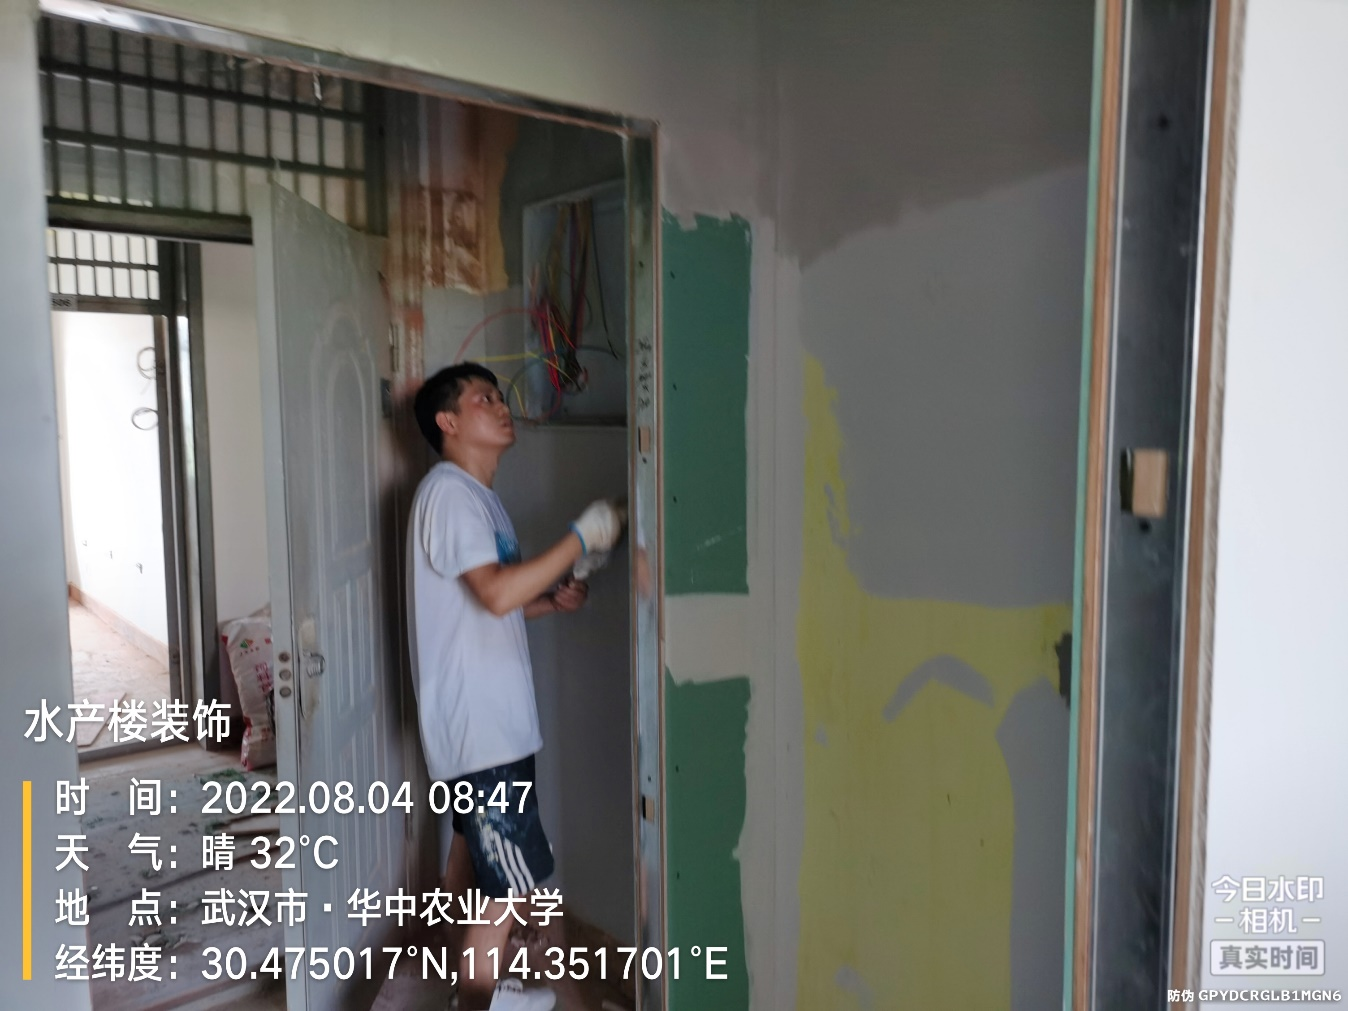 506
水产楼装饰
时 间：2022.08.04 08:47
天 气：晴 32°C
地 点：武汉市·华中农业大学
经纬度：30.475017°N,114.351701°E
今日水印
相机
真实时间
防伪 GPYDCRGLB1MGN6